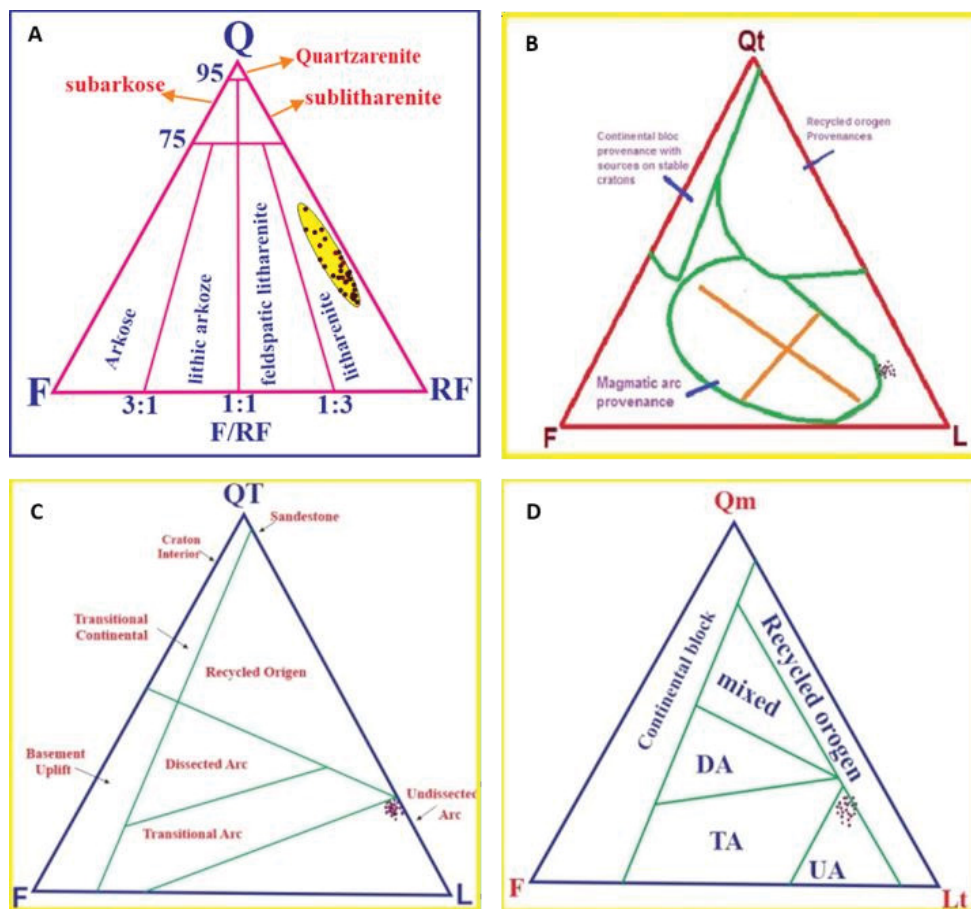 A
Q
Quartzarenite
95
subarkose
sublitharenite
75
Arkose
lithic arkoze
feldspatic litharenite
litharenite
F
RF
3:1
1:1
1:3
F/RF
B
Qt
Continental bloc
provenance with
sources on stable
cratons
Recycled orogen
Provenances
Magmatic arc
provenance
F
L
C
QT
Sandestone
Craton
Interior
Transitional
Continental
Recycled Origen
Basement
Uplift
Dissected Arc
Undissected
Arc
Transitional Arc
F
L
D
Qm
Continental block
mixed
Recycled orogen
DA
TA
UA
F
Lt